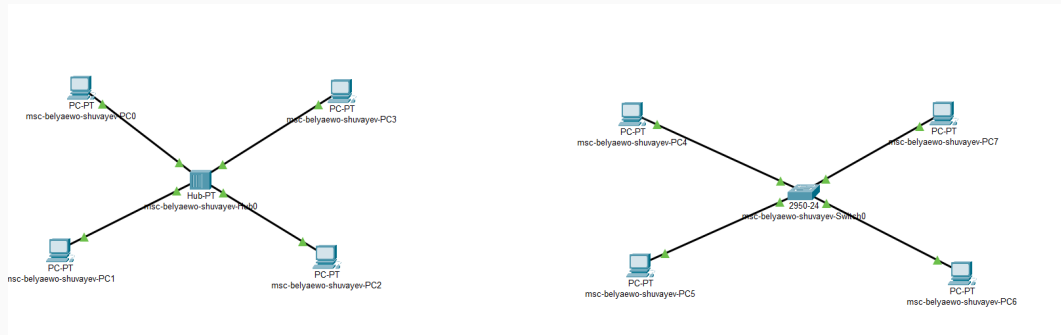 PC-PT
msc-belyaewo-shuvayev-PC0
PC-PT
msc-belyaewo-shuvayev-PC3
Hub-PT
msc-belyaewo-shuvayev-Hub0
PC-PT
msc-belyaewo-shuvayev-PC1
PC-PT
msc-belyaewo-shuvayev-PC2
PC-PT
msc-belyaewo-shuvayev-PC4
PC-PT
msc-belyaewo-shuvayev-PC7
2950-24
msc-belyaewo-shuvayev-Switch0
PC-PT
msc-belyaewo-shuvayev-PC5
PC-PT
msc-belyaewo-shuvayev-PC6